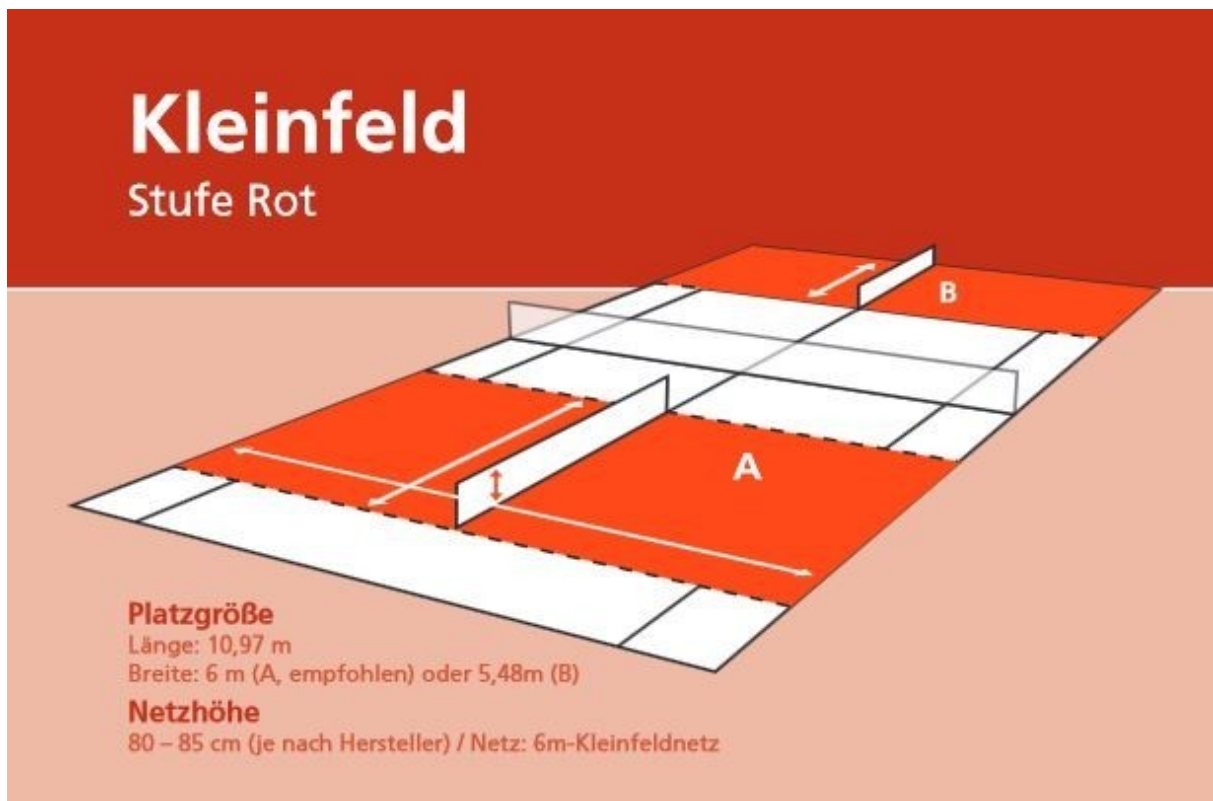 Kleinfeld
Stufe Rot
B
A
Platzgröße
Länge: 10,97 m
Breite: 6 m (A, empfohlen) oder 5,48m (B)
Netzhöhe
80 – 85 cm (je nach Hersteller) / Netz: 6m-Kleinfeldnetz